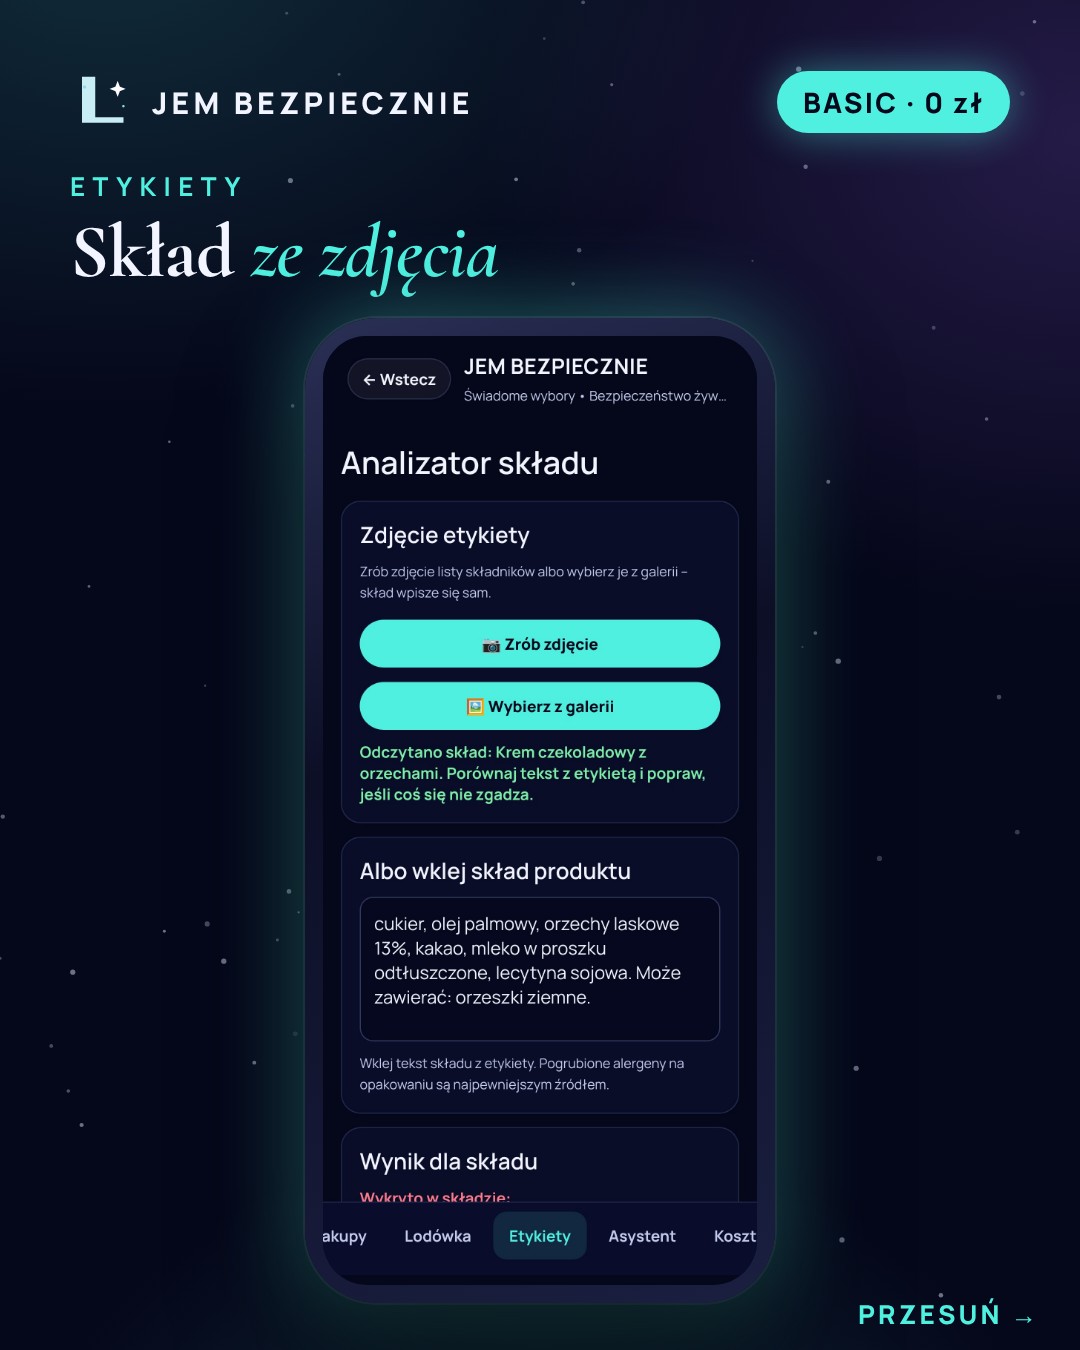 JEM BEZPIECZNIE
BASIC · 0 zł
ETYKIETY
Skład ze zdjęcia
← Wstecz
JEM BEZPIECZNIE
Świadome wybory • Bezpieczeństwo żyw…
Analizator składu
Zdjęcie etykiety
Zrób zdjęcie listy składników albo wybierz je z galerii –
skład wpisze się sam.
📷 Zrób zdjęcie
🖼️ Wybierz z galerii
Odczytano skład: Krem czekoladowy z
orzechami. Porównaj tekst z etykietą i popraw,
jeśli coś się nie zgadza.
Albo wklej skład produktu
cukier, olej palmowy, orzechy laskowe
13%, kakao, mleko w proszku
odtłuszczone, lecytyna sojowa. Może
zawierać: orzeszki ziemne.
Wklej tekst składu z etykiety. Pogrubione alergeny na
opakowaniu są najpewniejszym źródłem.
Wynik dla składu
Wykryto w składzie:
akupy
Lodówka
Etykiety
Asystent
Koszt
PRZESUŃ →